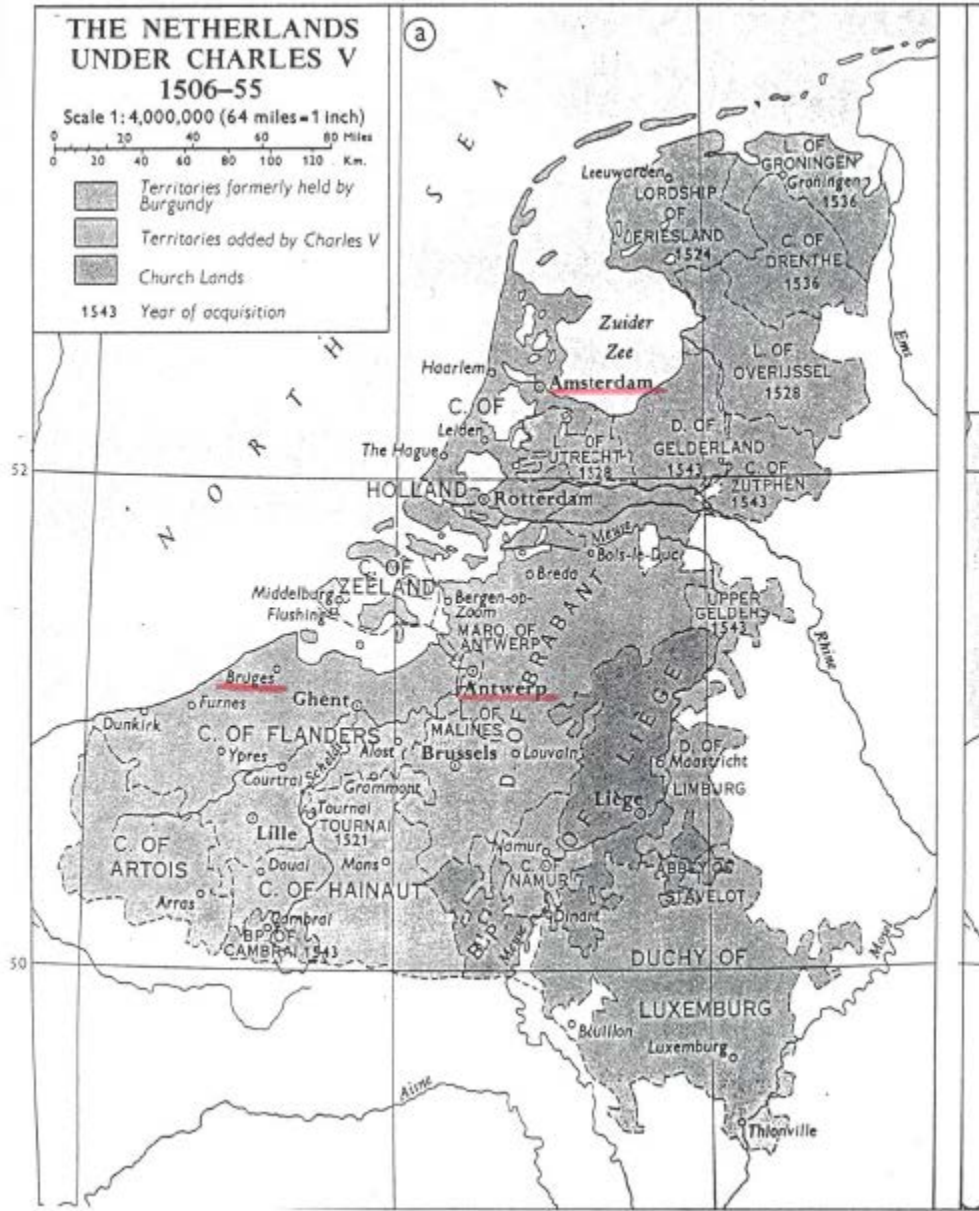 THE NETHERLANDS
UNDER CHARLES V
1506–55
Scale 1:4,000,000 (64 miles=1 inch)
0 20 40 60 80 Miles
0 20 40 60 80 100 110 Km.
Territories formerly held by
Burgundy
Territories added by Charles V
Church Lands
1543 Year of acquisition
a
NORTH SEA
Leeuwarden
LORDSHIP
OF
FRIESLAND
1524
L. OF
GRONINGEN
Groningen
1536
C. OF
DRENTHE
1536
Ems
Zuider
Zee
L. OF
OVERIJSSEL
1528
Haarlem
Amsterdam
C. OF
Leiden
L. OF
UTRECHT
1528
D. OF
GELDERLAND
1543
The Hague
52
C. OF
ZUTPHEN
1543
HOLLAND
Rotterdam
Meuse
Bois-le-Duc
Breda
C. OF
ZEELAND
Middelburg
Flushing
Bergen-op-
Zoom
MARQ. OF
ANTWERP
UPPER
GELDERS
1543
Rhine
D. OF BRABANT
Bruges
Antwerp
Furnes
Ghent
Dunkirk
L. OF
MALINES
C. OF FLANDERS
Alost
Brussels
Louvain
Ypres
Scheldt
Courtrai
Grammont
D. OF
Maastricht
LIMBURG
BPC OF LIÈGE
Liège
Tournai
TOURNAI
1521
Lille
C. OF
ARTOIS
Douai
Mons
Namur
C.
NAMUR
ABBEY OF
STAVELOT
C. OF HAINAUT
Arras
Cambrai
BP. OF
CAMBRAI 1543
Dinant
Meuse
50
DUCHY OF
LUXEMBURG
Mosel
Bouillon
Luxemburg
Aisne
Thionville